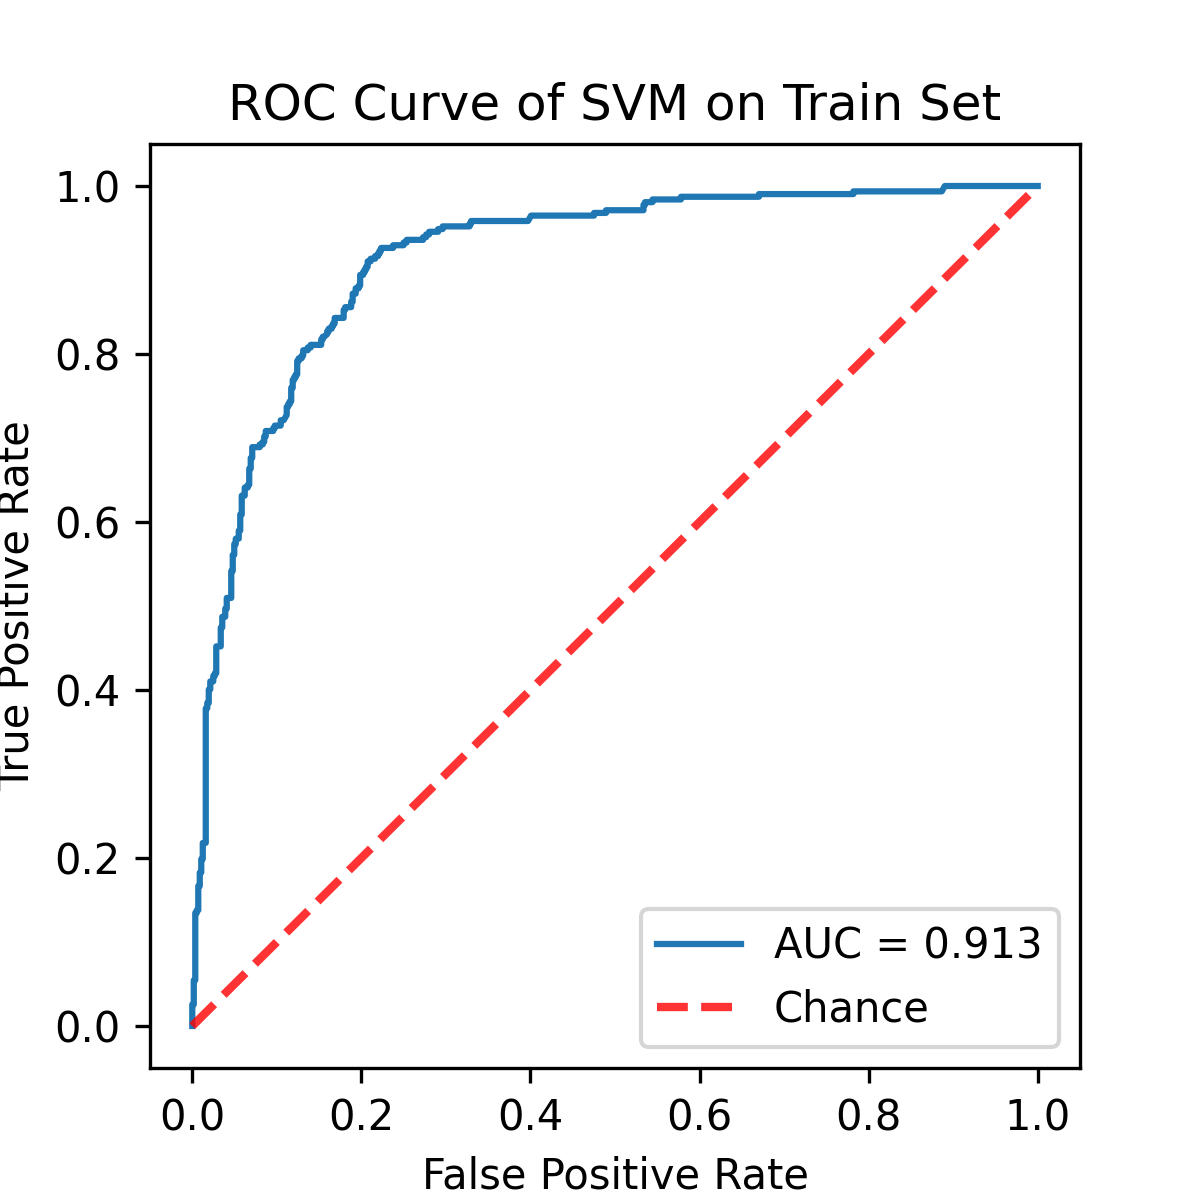 ROC Curve of SVM on Train Set
1.0
0.8
0.6
0.4
0.2
0.0
True Positive Rate
0.0 0.2 0.4 0.6 0.8 1.0
False Positive Rate
AUC = 0.913
Chance